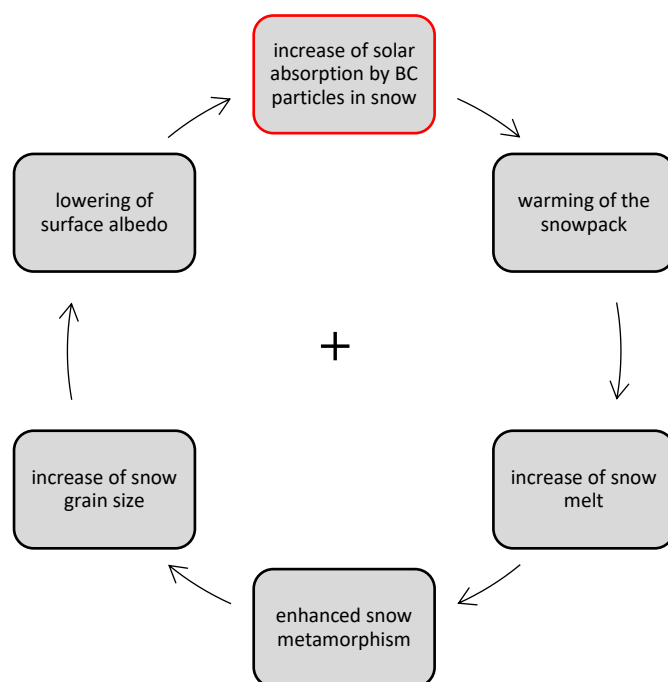 increase of solar
absorption by BC
particles in snow
warming of the
snowpack
increase of snow
melt
enhanced snow
metamorphism
increase of snow
grain size
lowering of
surface albedo
+